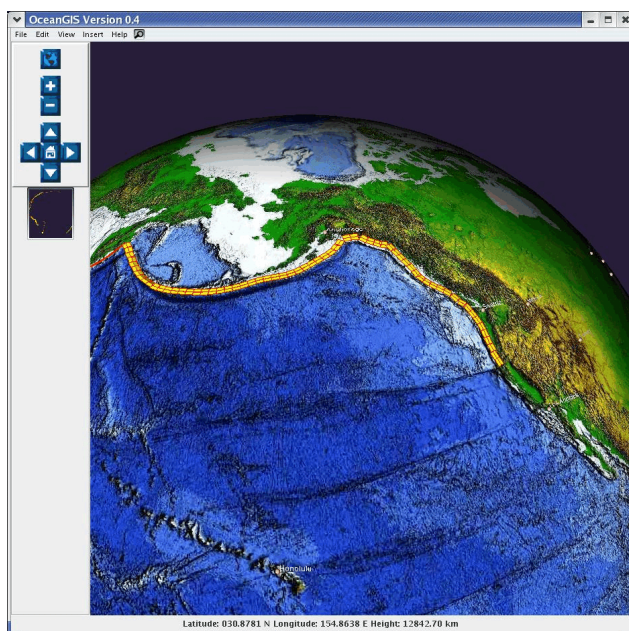 OceanGIS Version 0.4
File Edit View Insert Help
Anchorage
Honolulu
Latitude: 030.8781 N Longitude: 154.8638 E Height: 12842.70 km